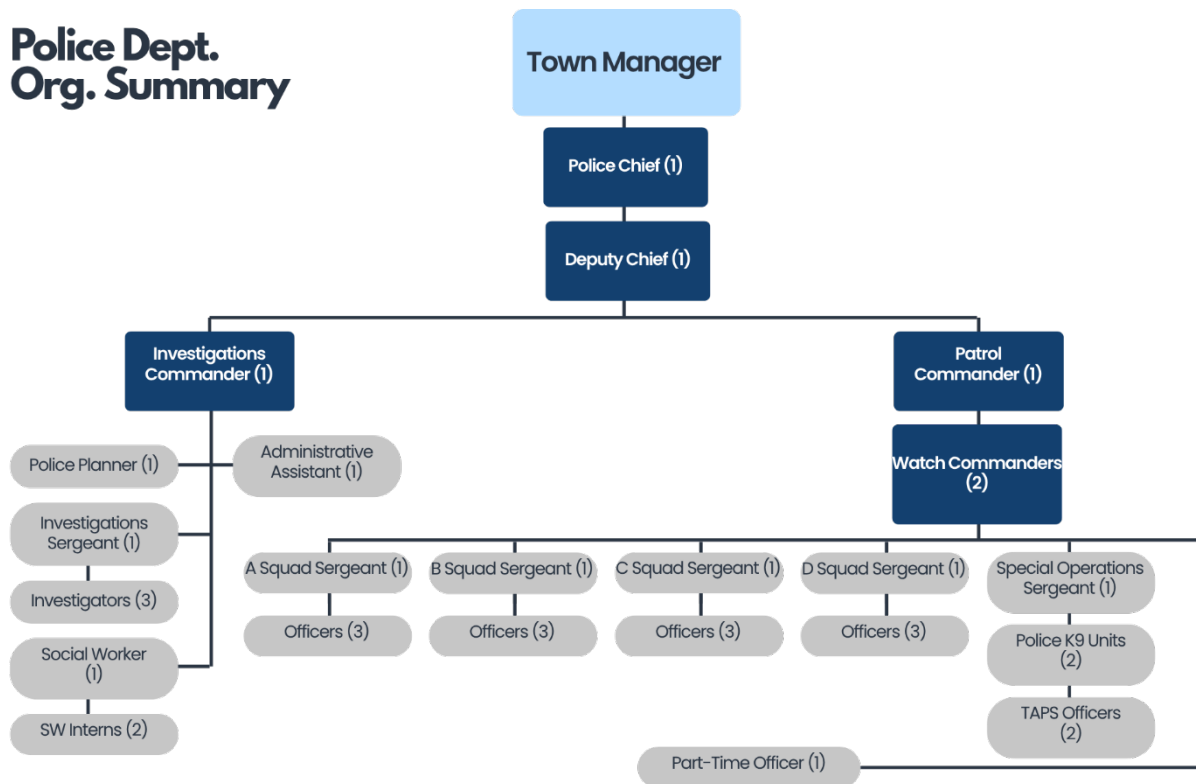 Police Dept.
Org. Summary
Town Manager
Police Chief (1)
Deputy Chief (1)
Investigations
Commander (1)
Patrol
Commander (1)
Police Planner (1)
Administrative
Assistant (1)
Watch Commanders
(2)
Investigations
Sergeant (1)
Investigators (3)
Social Worker
(1)
SW Interns (2)
A Squad Sergeant (1)
Officers (3)
B Squad Sergeant (1)
Officers (3)
C Squad Sergeant (1)
Officers (3)
D Squad Sergeant (1)
Officers (3)
Special Operations
Sergeant (1)
Police K9 Units
(2)
TAPS Officers
(2)
Part-Time Officer (1)